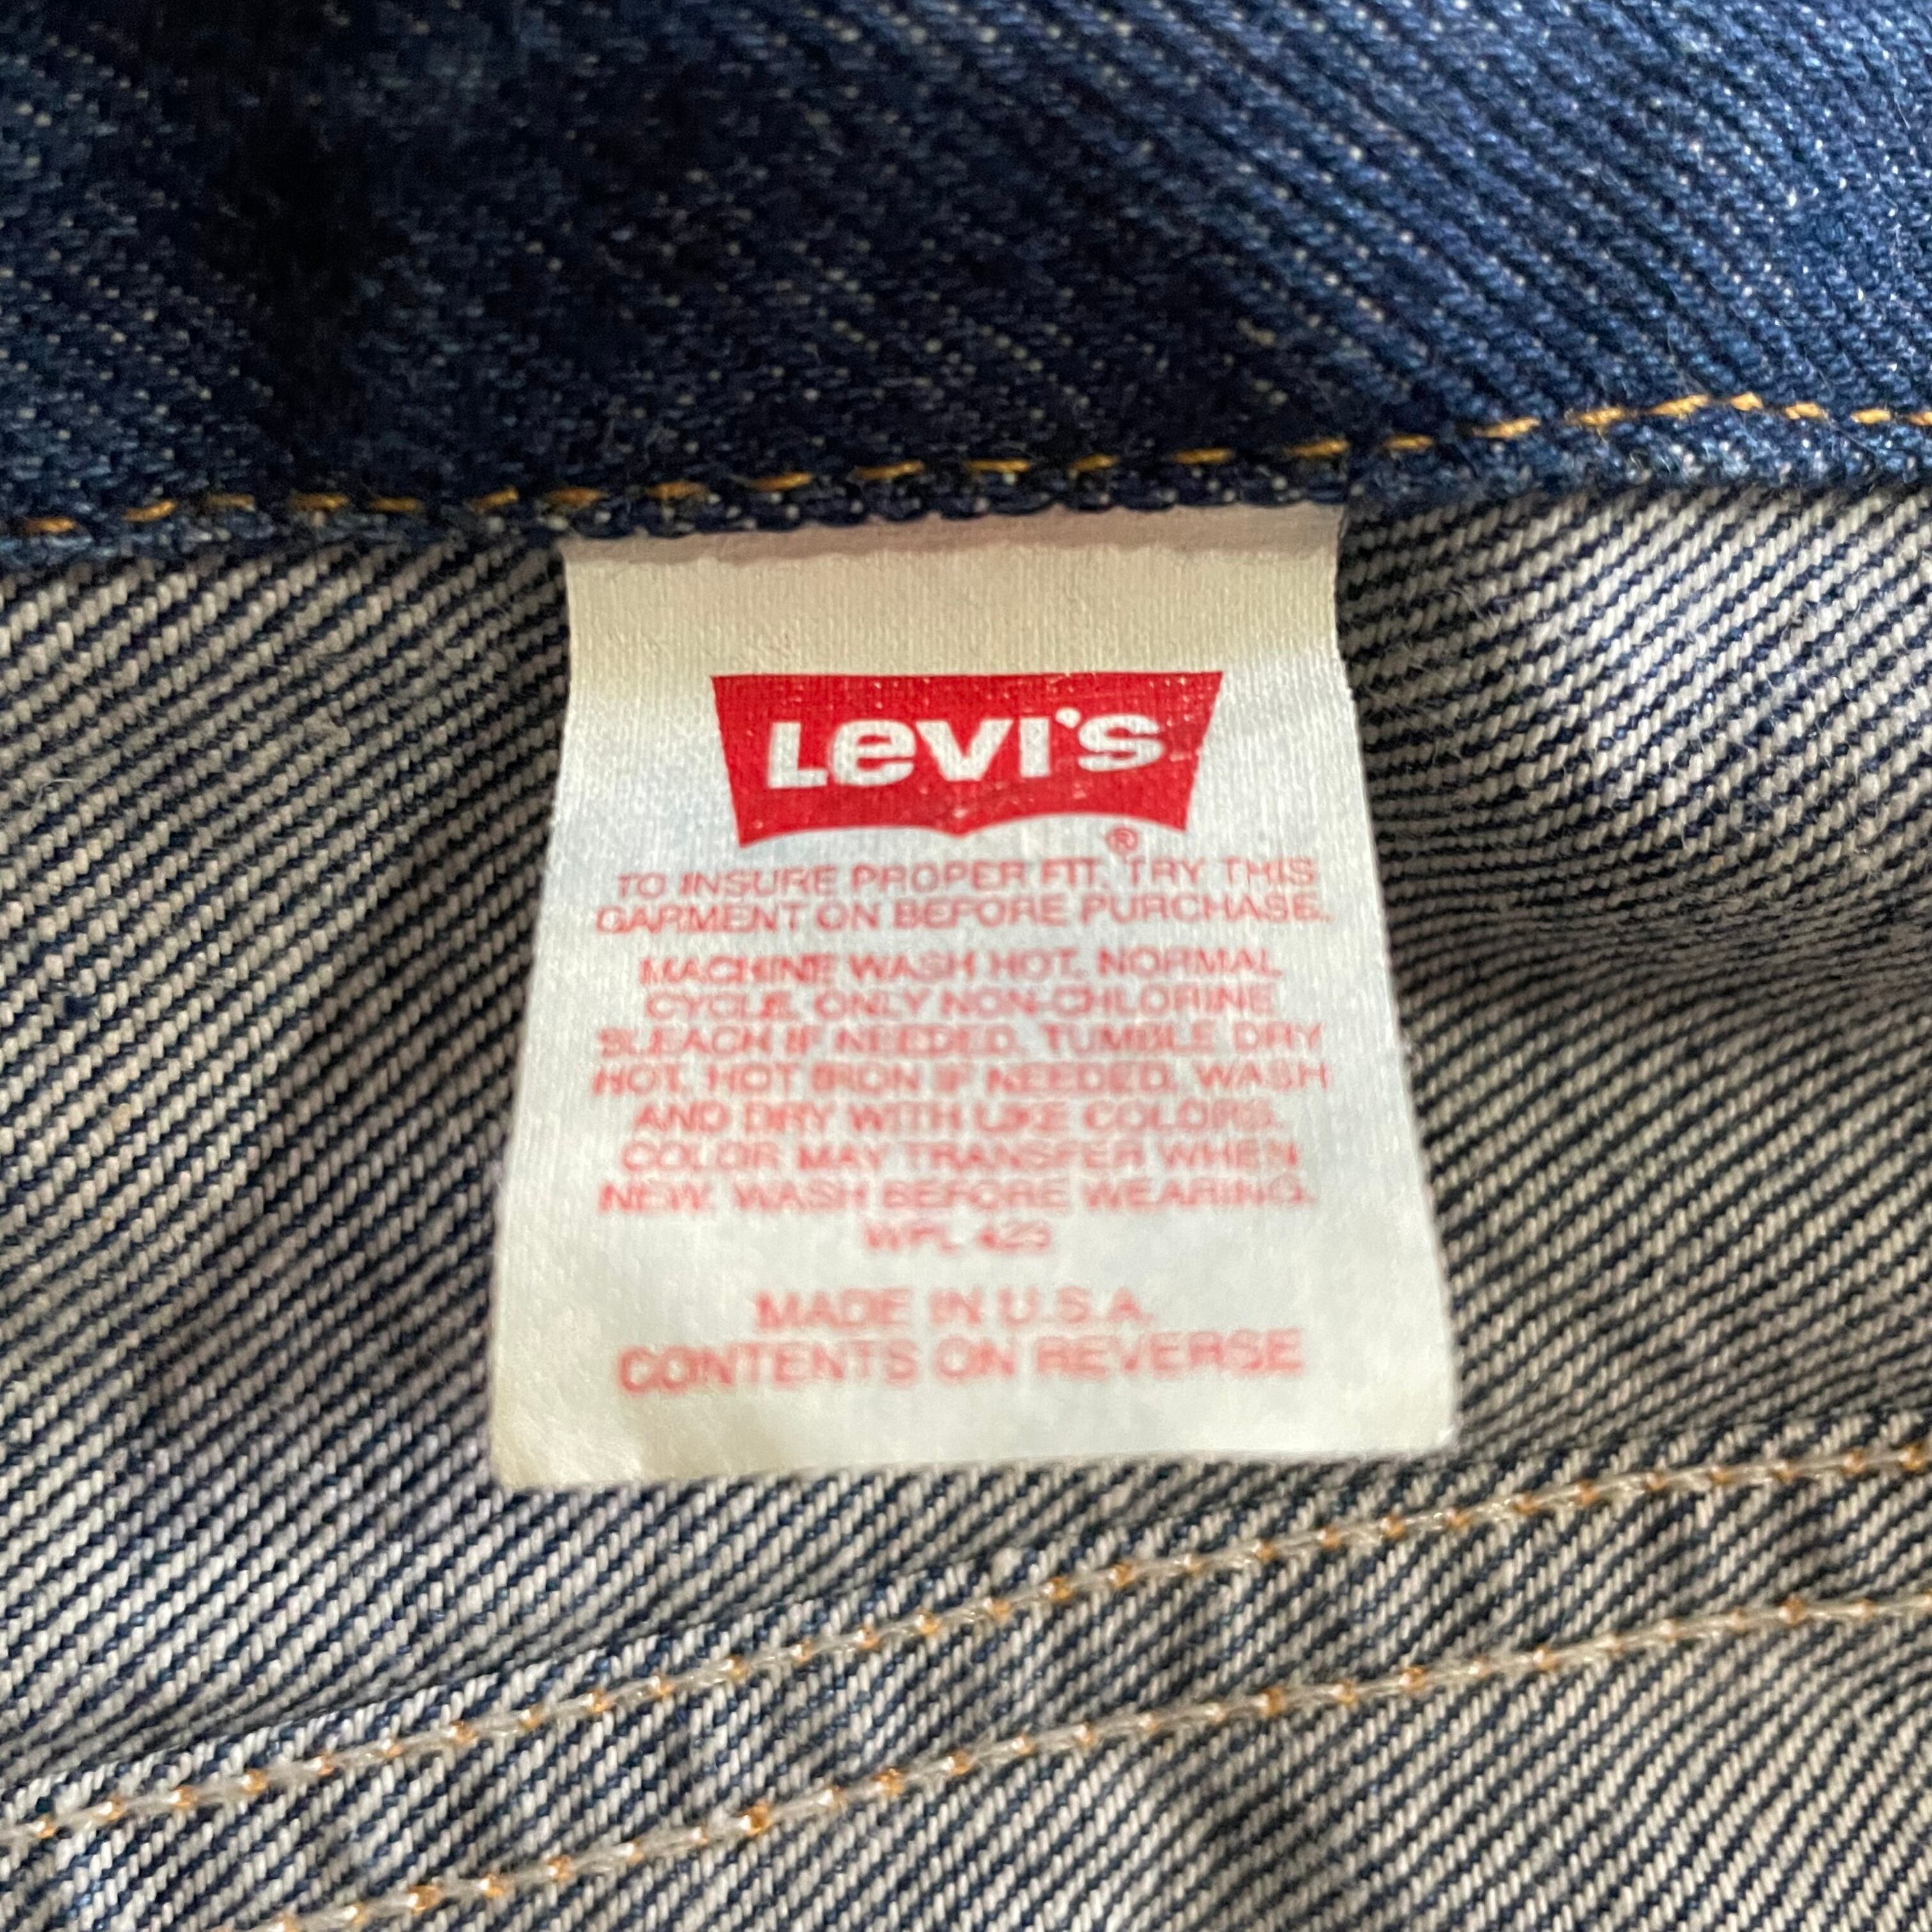 Levi's
®
TO INSURE PROPER FIT, TRY THIS
GARMENT ON BEFORE PURCHASE.
MACHINE WASH HOT, NORMAL
CYCLE. ONLY NON-CHLORINE
BLEACH IF NEEDED. TUMBLE DRY
HOT. HOT IRON IF NEEDED. WASH
AND DRY WITH LIKE COLORS.
COLOR MAY TRANSFER WHEN
NEW. WASH BEFORE WEARING.
WPL 423
MADE IN U.S.A.
CONTENTS ON REVERSE